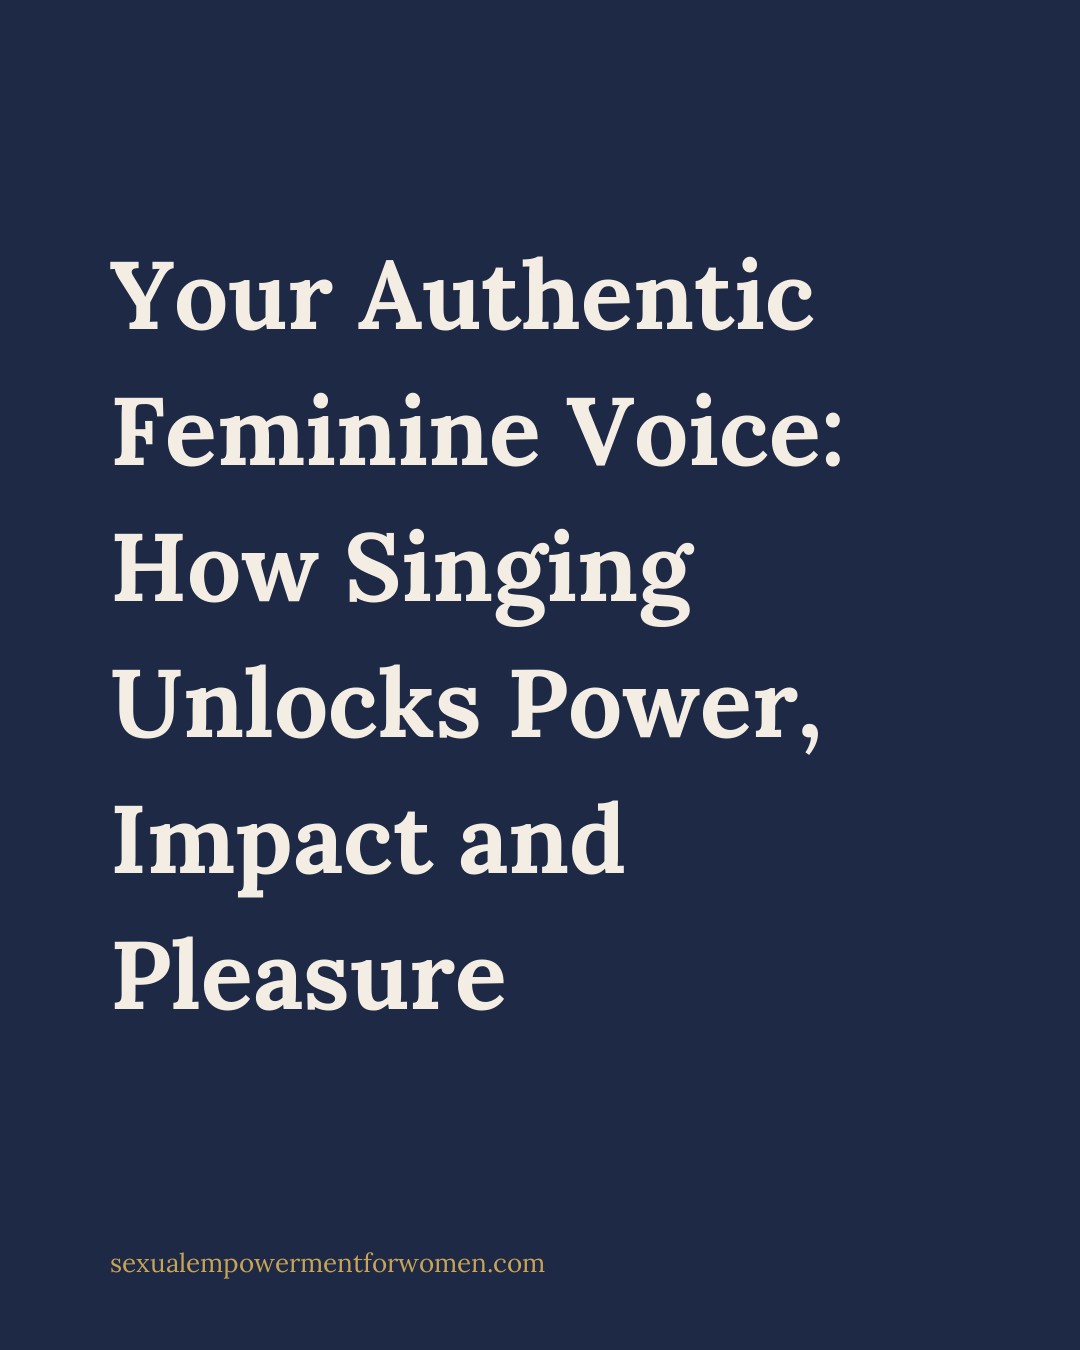 Your Authentic
Feminine Voice:
How Singing
Unlocks Power,
Impact and
Pleasure
sexualempowermentforwomen.com